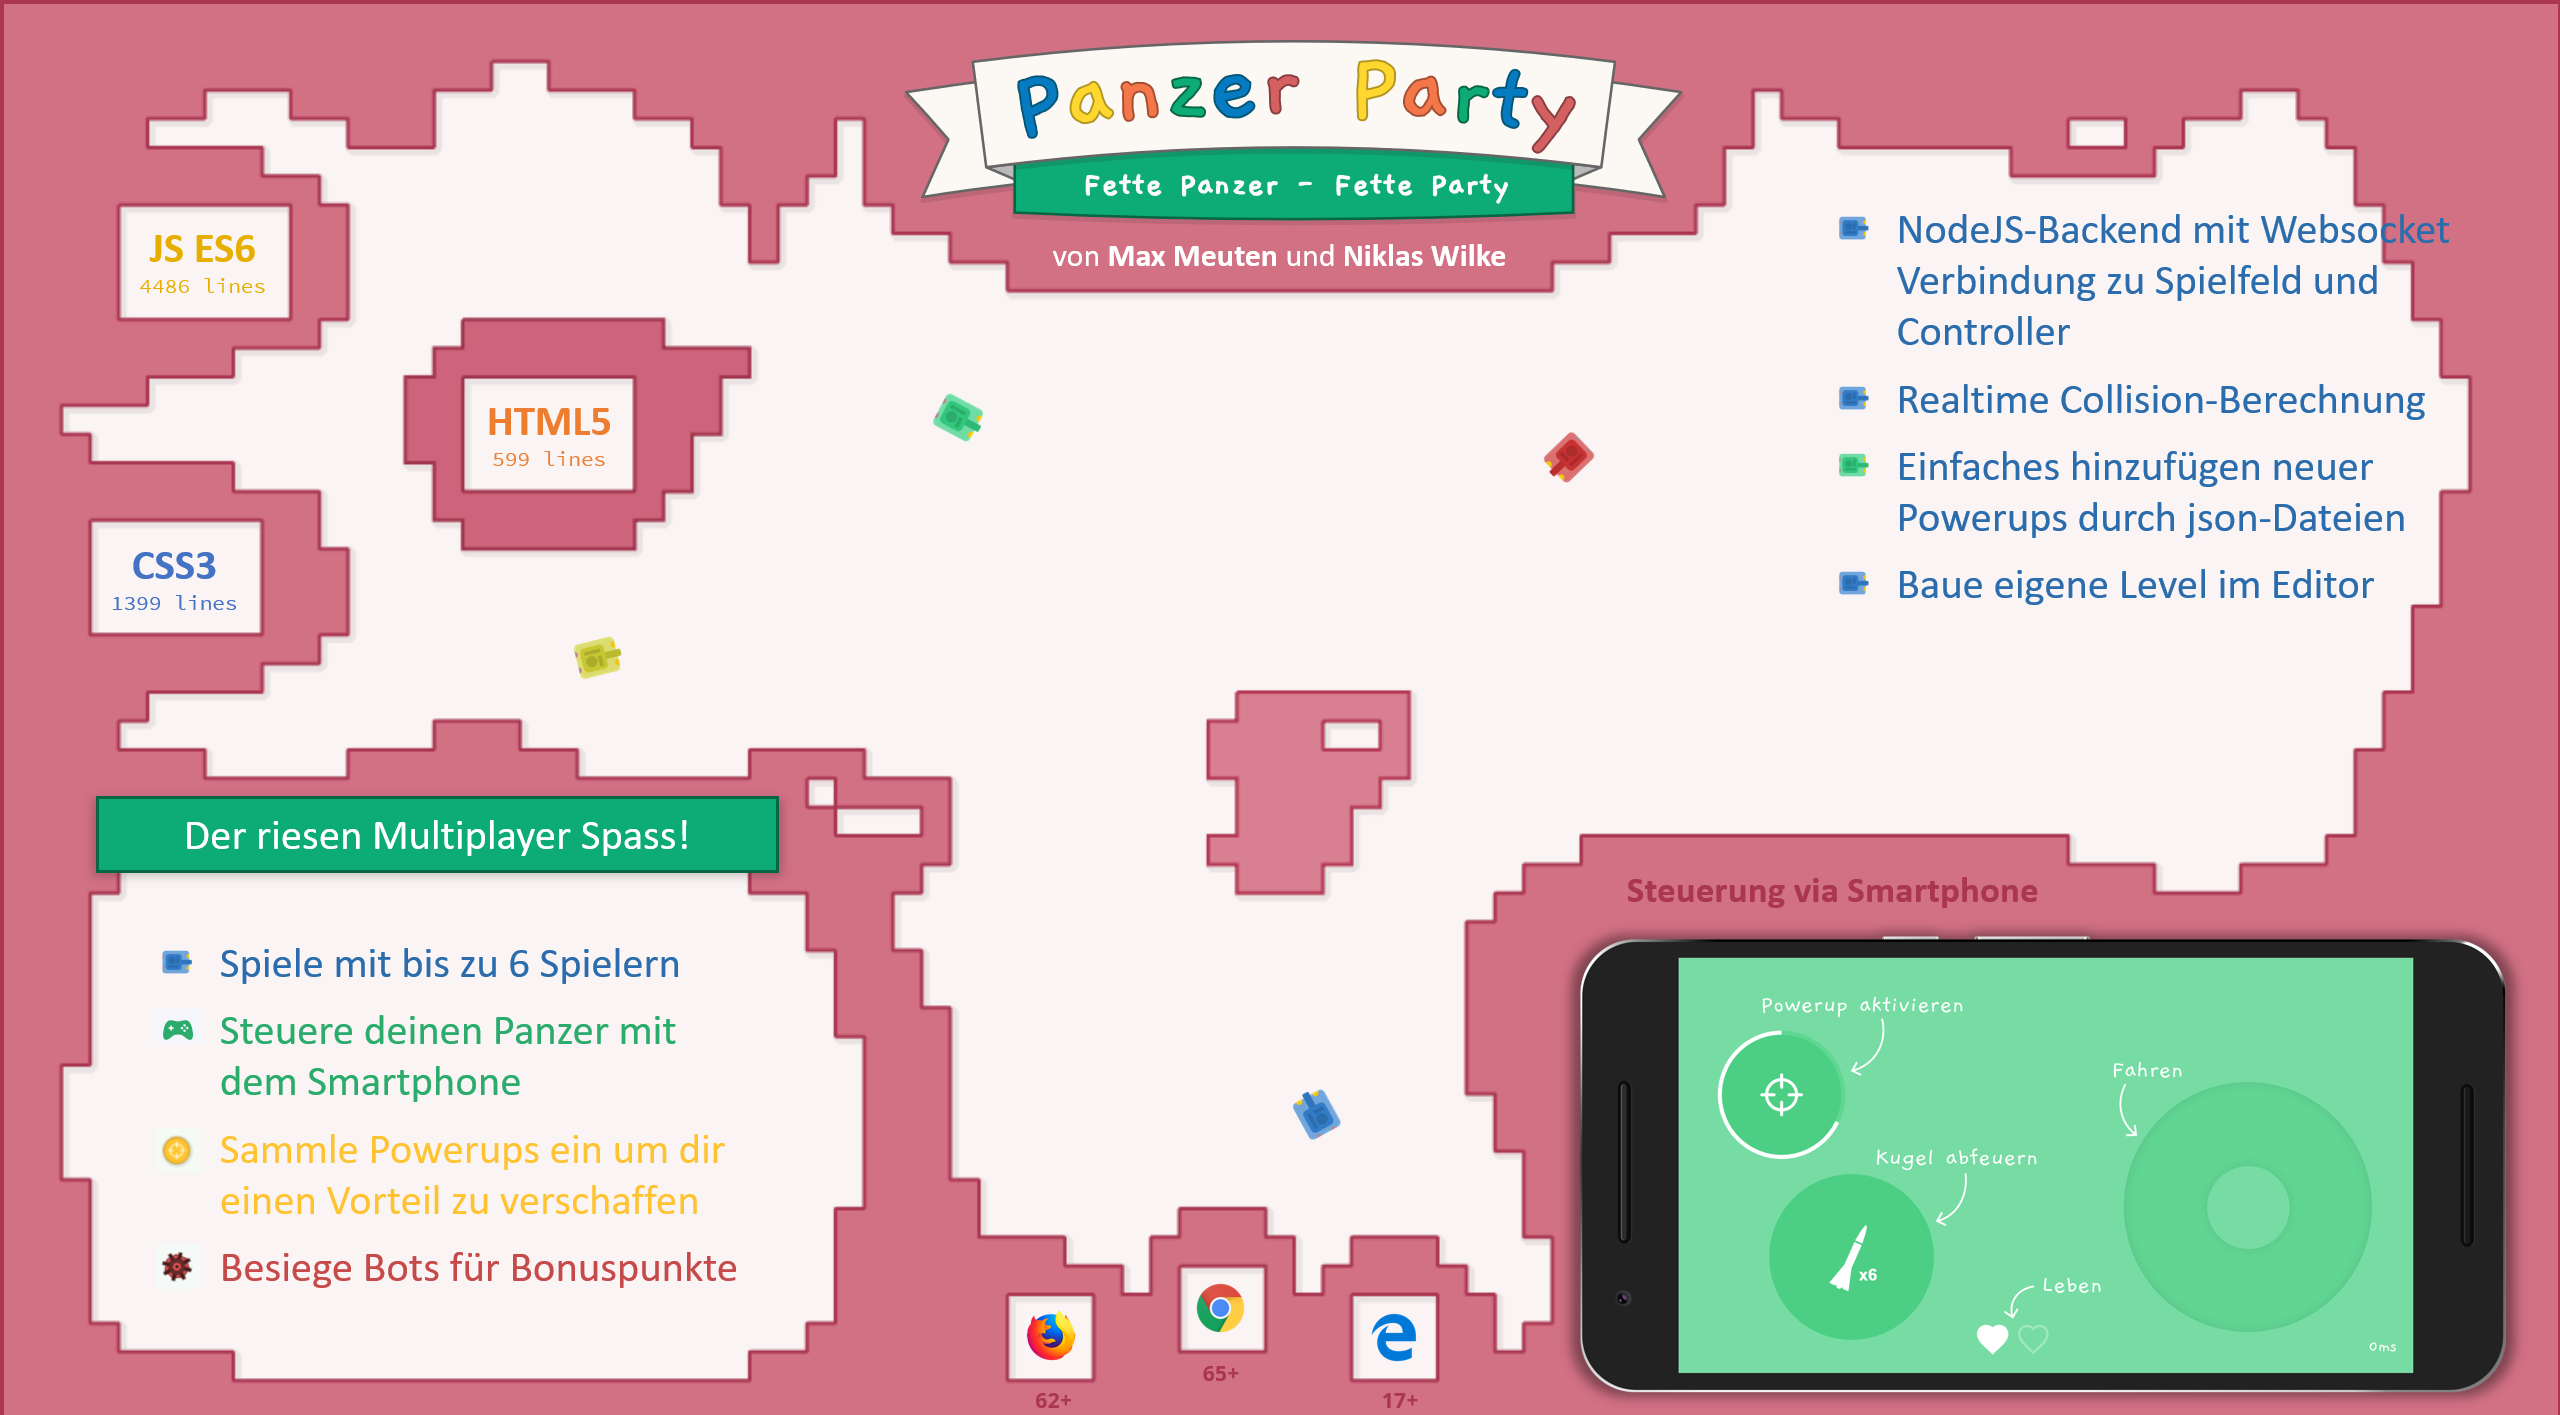 Panzer Party
Fette Panzer - Fette Party
von Max Meuten und Niklas Wilke
JS ES6
4486 lines
HTML5
599 lines
CSS3
1399 lines
NodeJS-Backend mit Websocket
Verbindung zu Spielfeld und
Controller
Realtime Collision-Berechnung
Einfaches hinzufügen neuer
Powerups durch json-Dateien
Baue eigene Level im Editor
Der riesen Multiplayer Spass!
Spiele mit bis zu 6 Spielern
Steuere deinen Panzer mit
dem Smartphone
Sammle Powerups ein um dir
einen Vorteil zu verschaffen
Besiege Bots für Bonuspunkte
62+
65+
17+
Steuerung via Smartphone
Powerup aktivieren
Fahren
Kugel abfeuern
x6
Leben
0ms